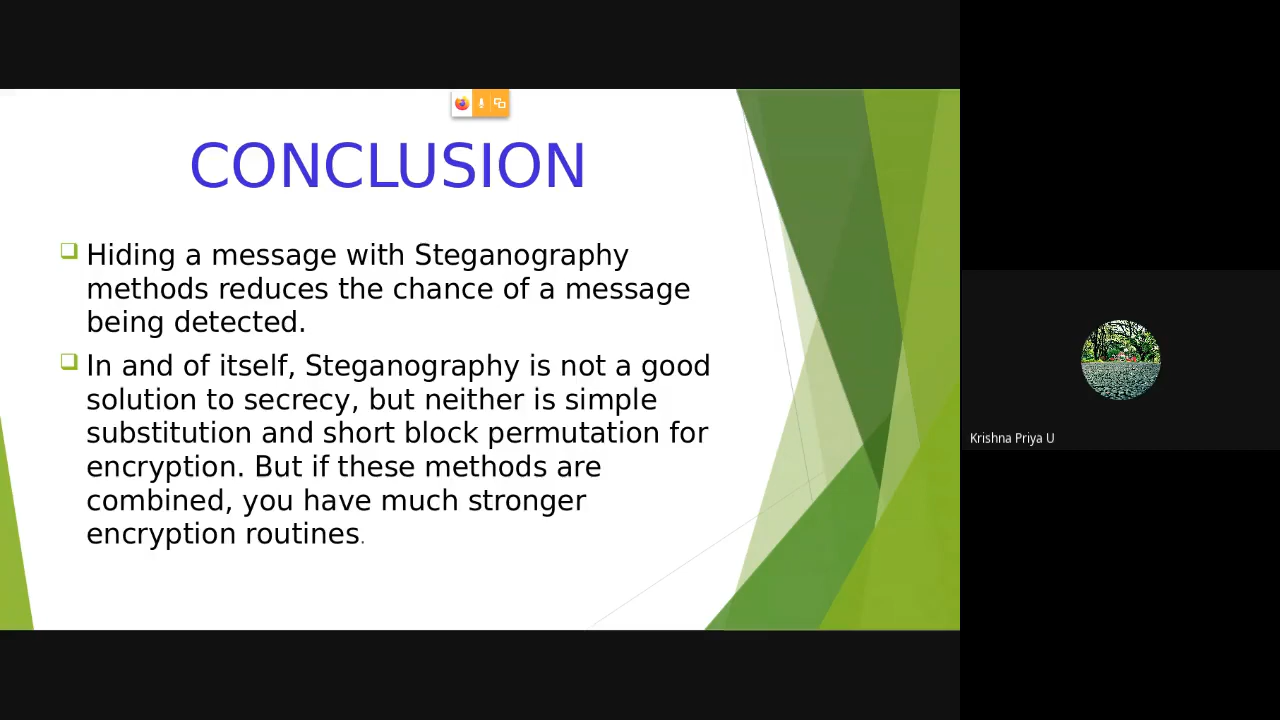 CONCLUSION
Hiding a message with Steganography
methods reduces the chance of a message
being detected.
In and of itself, Steganography is not a good
solution to secrecy, but neither is simple
substitution and short block permutation for
encryption. But if these methods are
combined, you have much stronger
encryption routines.
Krishna Priya U